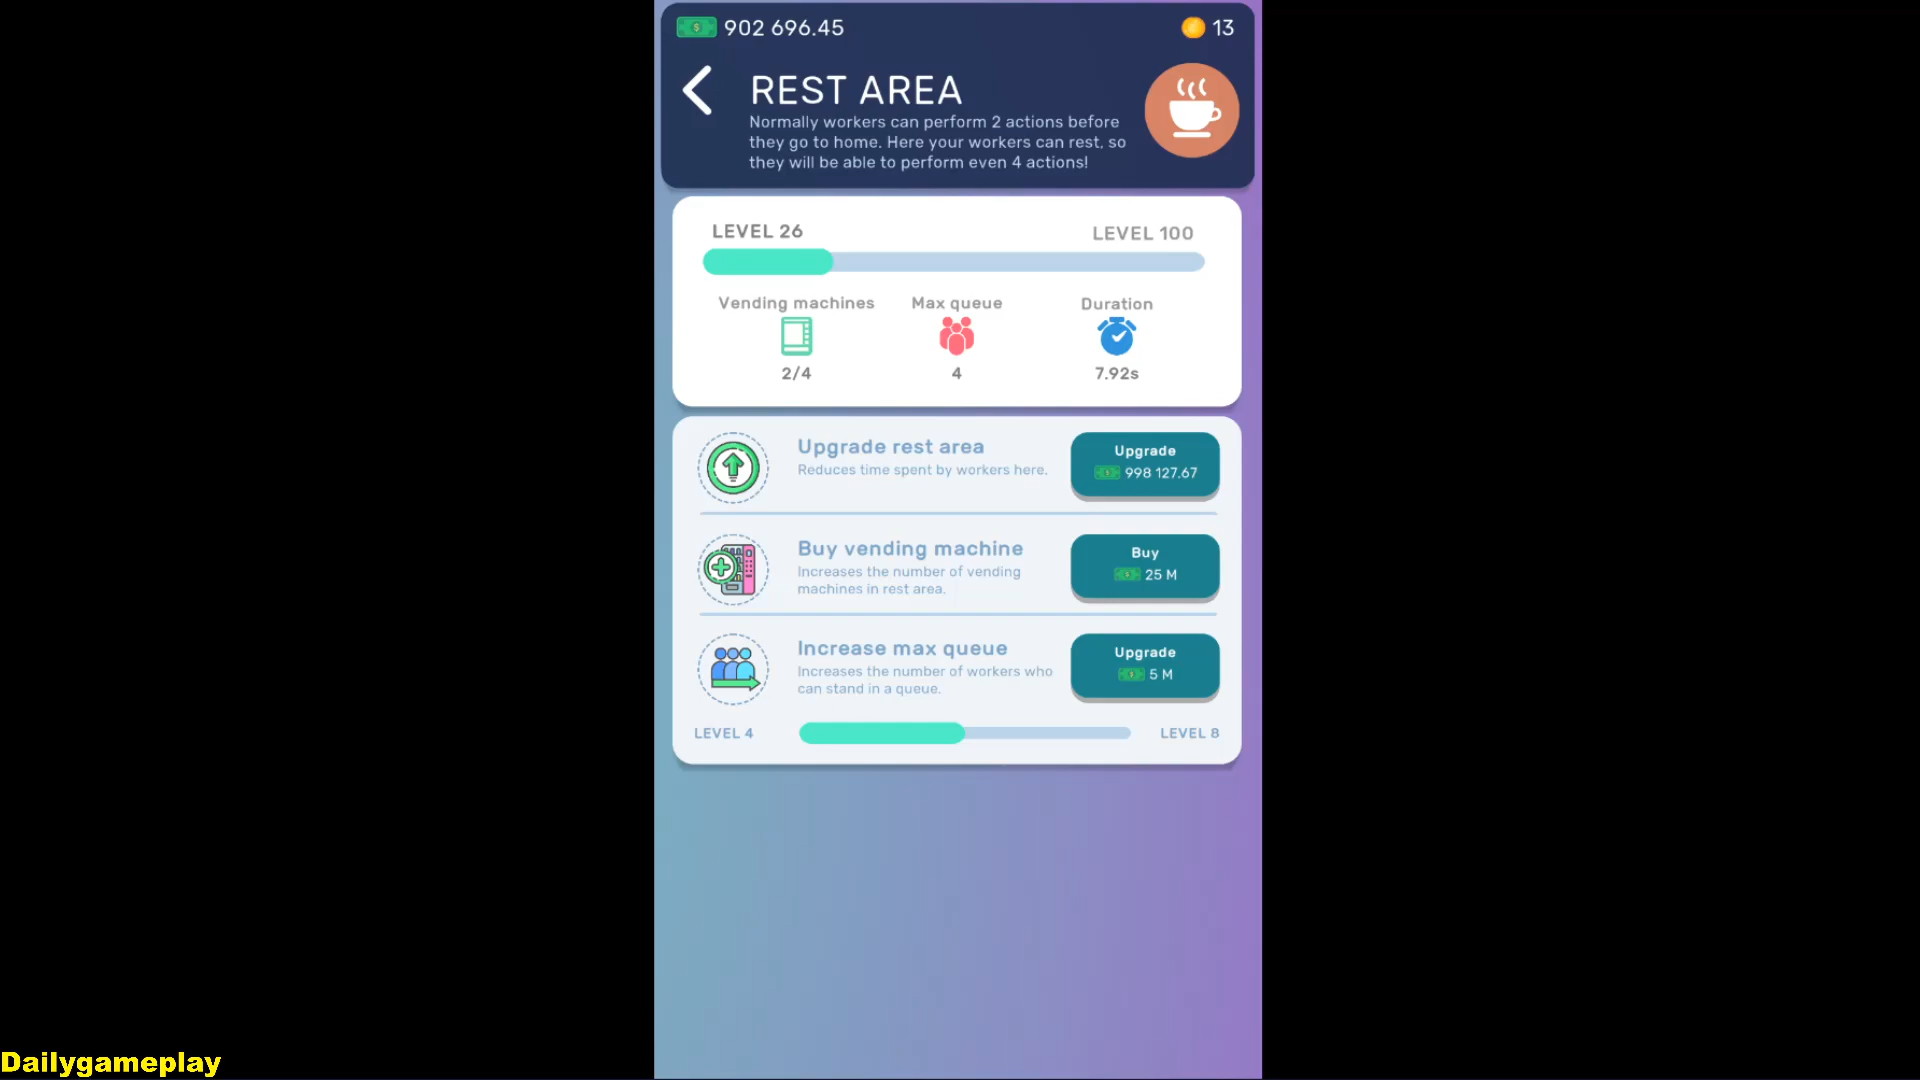 902 696.45
13
REST AREA
Normally workers can perform 2 actions before
they go to home. Here your workers can rest, so
they will be able to perform even 4 actions!
LEVEL 26
LEVEL 100
Vending machines
Max queue
Duration
2/4
4
7.92s
Upgrade rest area
Reduces time spent by workers here.
Upgrade
998 127.67
Buy vending machine
Increases the number of vending
machines in rest area.
Buy
25 M
Increase max queue
Increases the number of workers who
can stand in a queue.
Upgrade
5 M
LEVEL 4
LEVEL 8
Dailygameplay